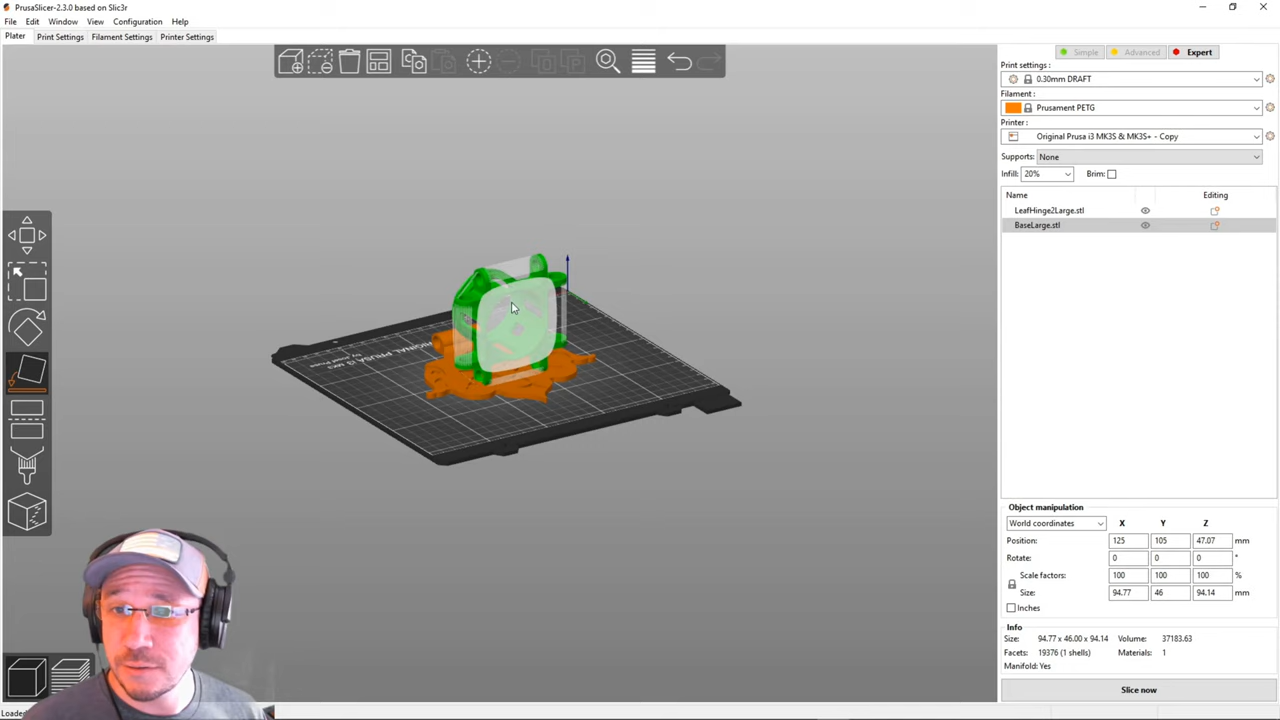 PrusaSlicer-2.3.0 based on Slic3r
File Edit Window View Configuration Help
Plater Print Settings Filament Settings Printer Settings
Simple Advanced Expert
Print settings :
0.30mm DRAFT
Filament :
Prusament PETG
Printer :
Original Prusa i3 MK3S & MK3S+ - Copy
Supports: None
Infill: 20% Brim:
Name Editing
LeafHinge2Large.stl
BaseLarge.stl
Object manipulation
World coordinates X Y Z
Position: 125 105 47.07 mm
Rotate: 0 0 0 °
Scale factors: 100 100 100 %
Size: 94.77 46 94.14 mm
Inches
Info
Size: 94.77 x 46.00 x 94.14 Volume: 37183.63
Facets: 19376 (1 shells) Materials: 1
Manifold: Yes
Slice now
Loaded